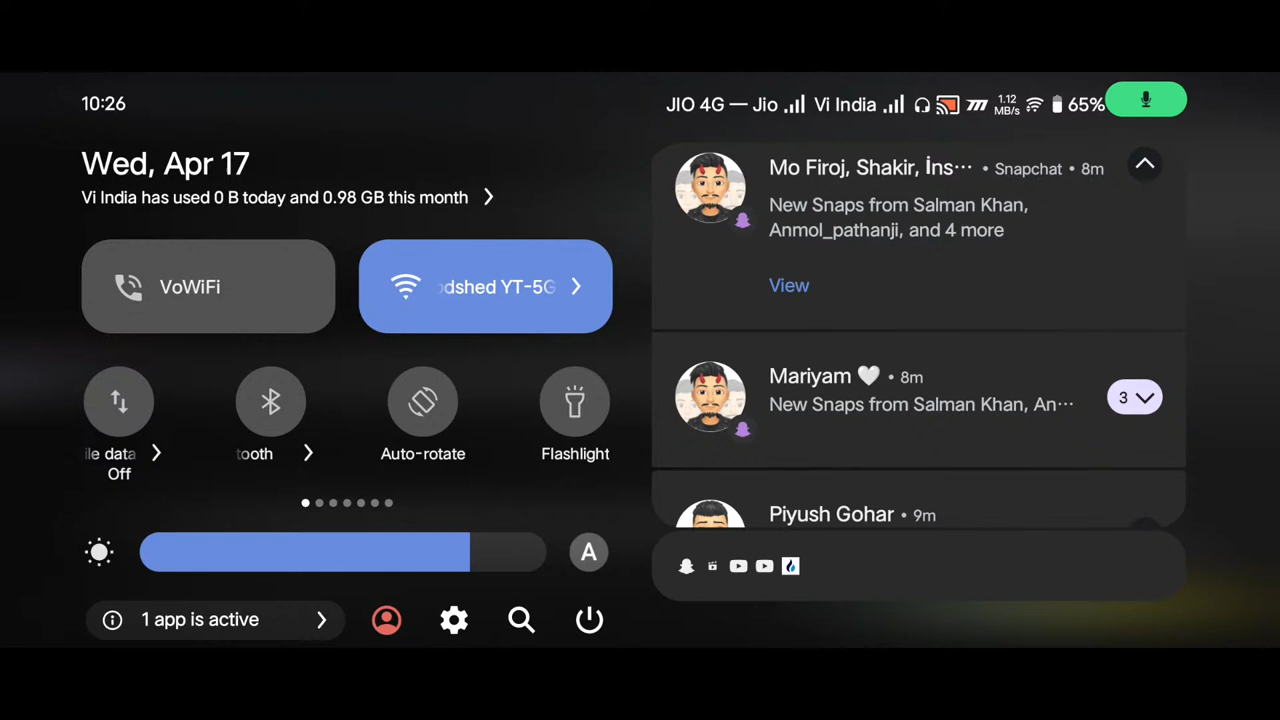 10:26
JIO 4G — Jio Vi India 1.12 MB/s 65%
Wed, Apr 17
Vi India has used 0 B today and 0.98 GB this month
VoWiFi
dshed YT-5G
ile data
Off
tooth
Auto-rotate
Flashlight
A
1 app is active
Mo Firoj, Shakir, İns··· • Snapchat • 8m
New Snaps from Salman Khan,
Anmol_pathanji, and 4 more
View
Mariyam 🤍 • 8m
New Snaps from Salman Khan, An···
3
Piyush Gohar • 9m